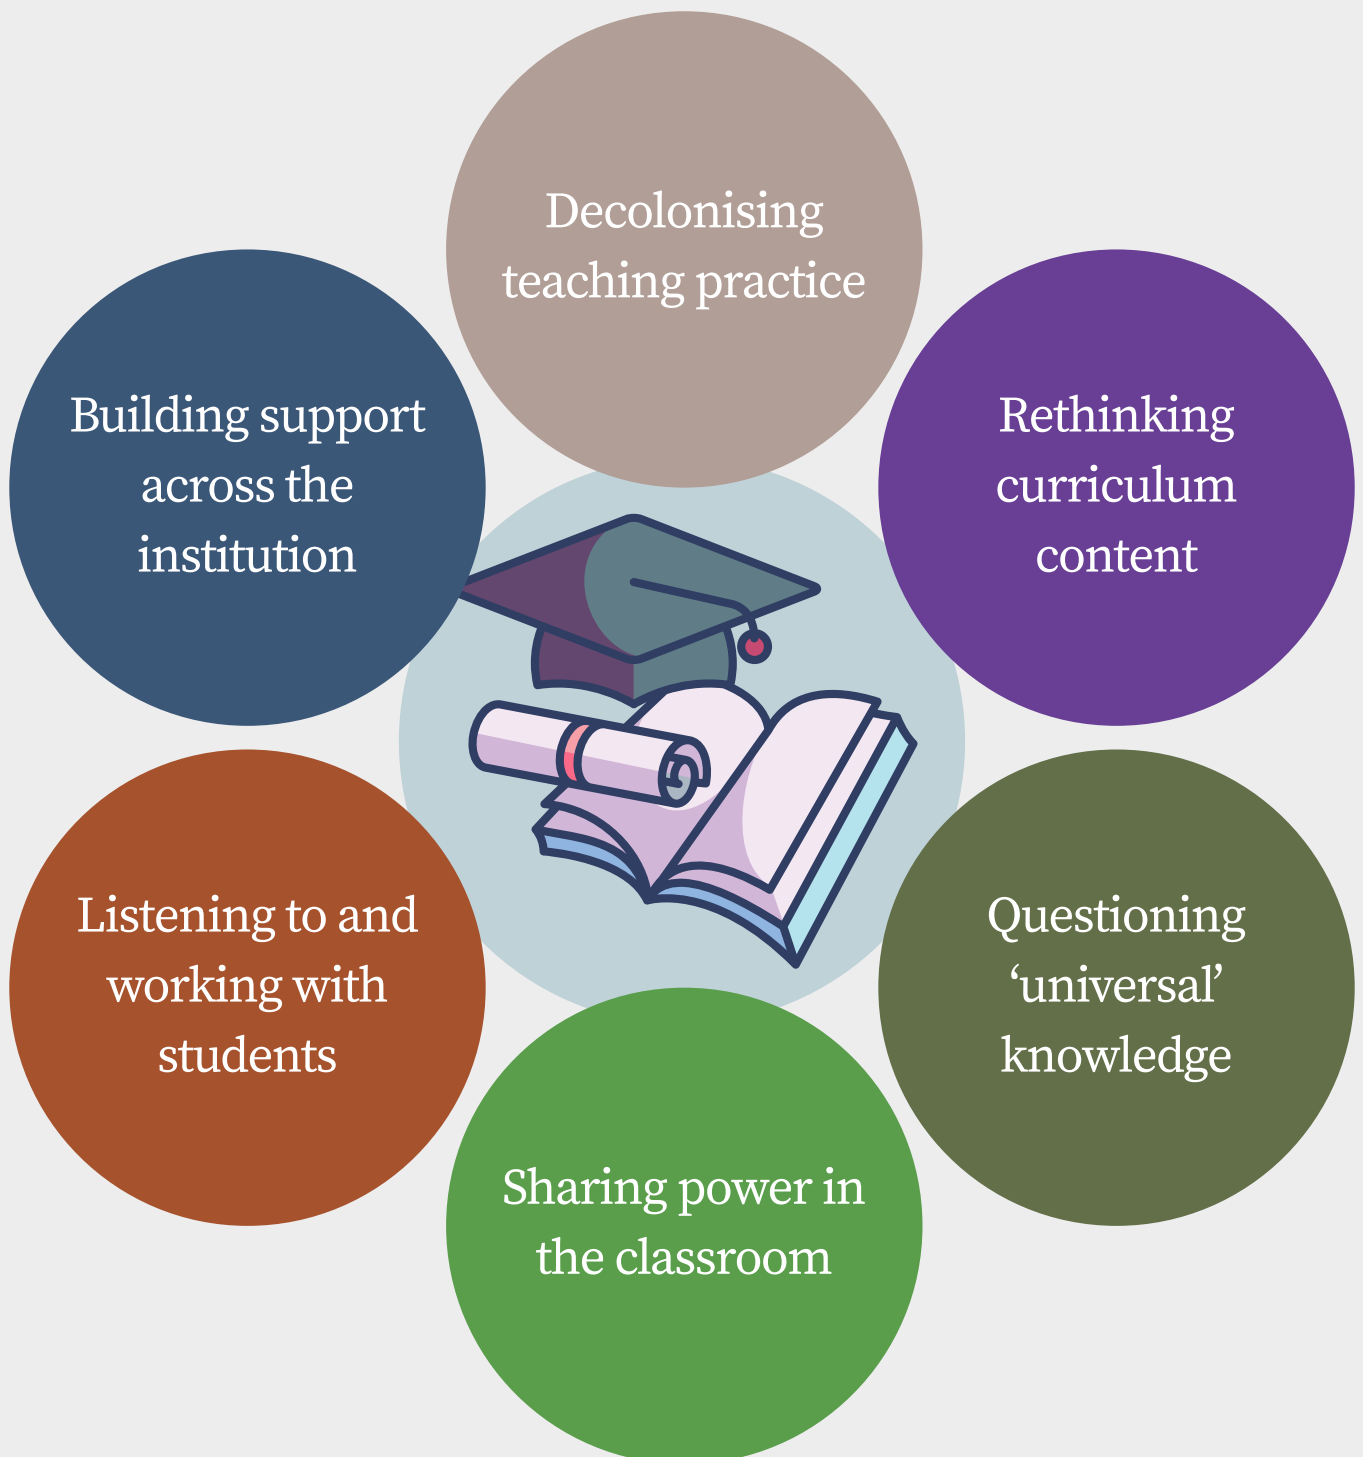 Decolonising
teaching practice
Rethinking
curriculum
content
Questioning
‘universal’
knowledge
Sharing power in
the classroom
Listening to and
working with
students
Building support
across the
institution